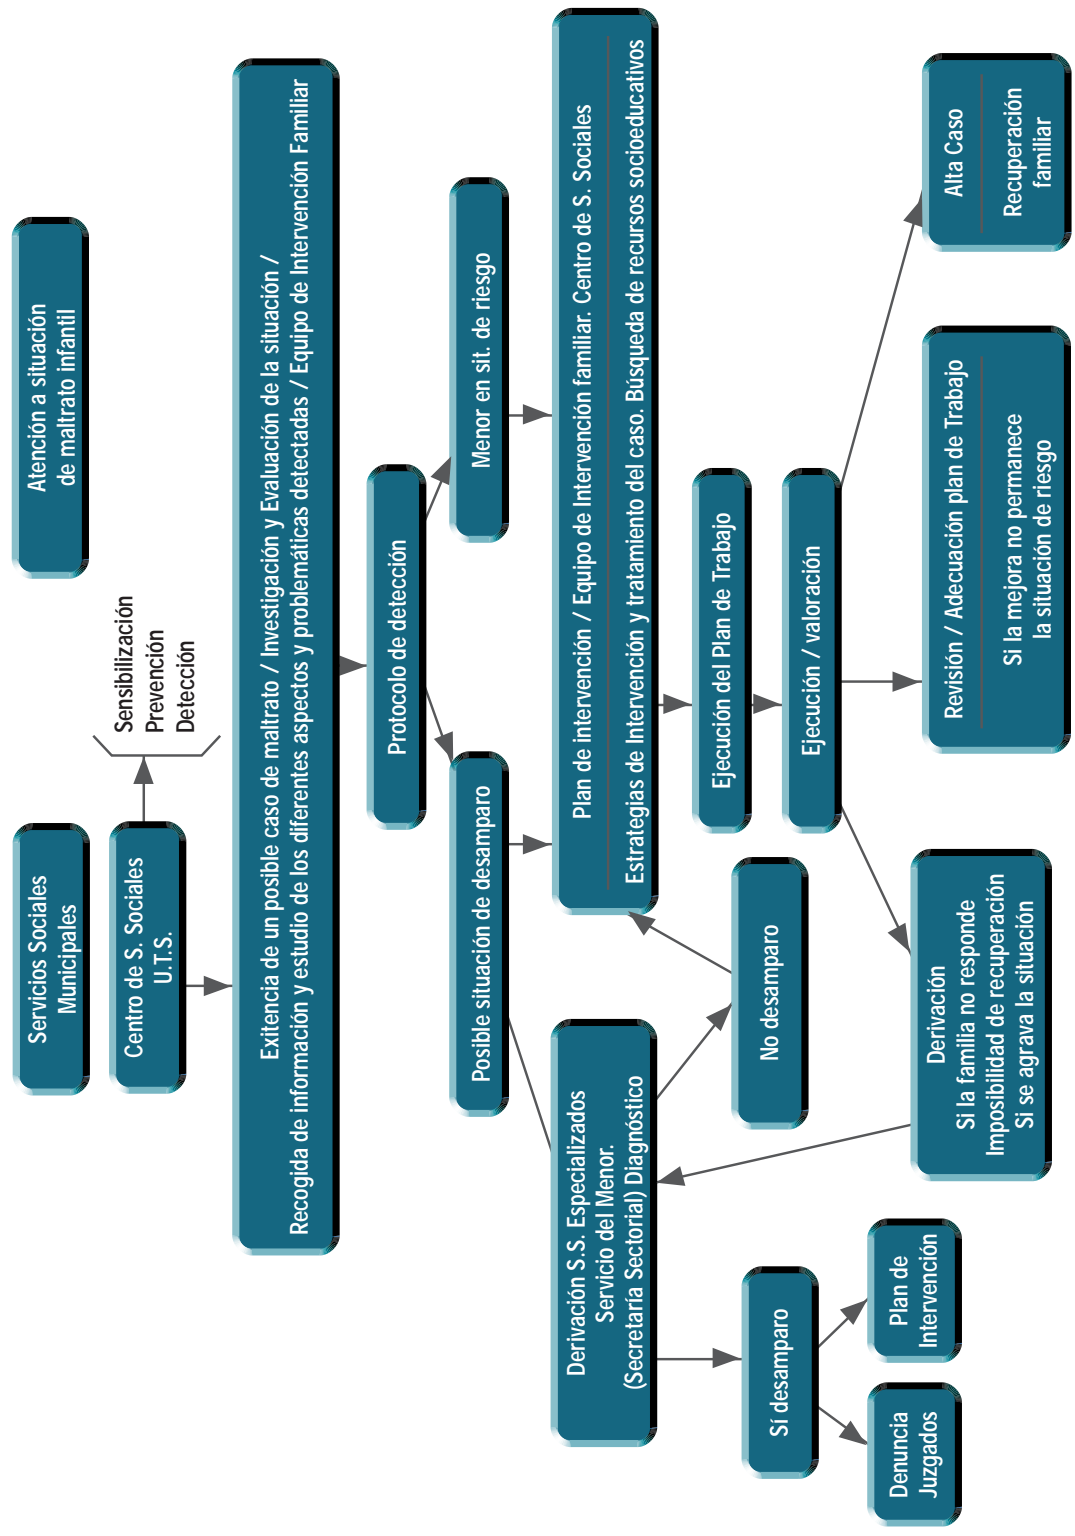 Servicios Sociales
Municipales
Atención a situación
de maltrato infantil
Centro de S. Sociales
U.T.S.
Sensibilización
Prevención
Detección
Exitencia de un posible caso de maltrato / Investigación y Evaluación de la situación /
Recogida de información y estudio de los diferentes aspectos y problemáticas detectadas / Equipo de Intervención Familiar
Protocolo de detección
Posible situación de desamparo
Menor en sit. de riesgo
Derivación S.S. Especializados
Servicio del Menor.
(Secretaría Sectorial) Diagnóstico
Plan de intervención / Equipo de Intervención familiar. Centro de S. Sociales
Estrategias de Intervención y tratamiento del caso. Búsqueda de recursos socioeducativos
Sí desamparo
No desamparo
Ejecución del Plan de Trabajo
Ejecución / valoración
Denuncia
Juzgados
Plan de
Intervención
Derivación
Si la familia no responde
Imposibilidad de recuperación
Si se agrava la situación
Revisión / Adecuación plan de Trabajo
Si la mejora no permanece
la situación de riesgo
Alta Caso
Recuperación
familiar